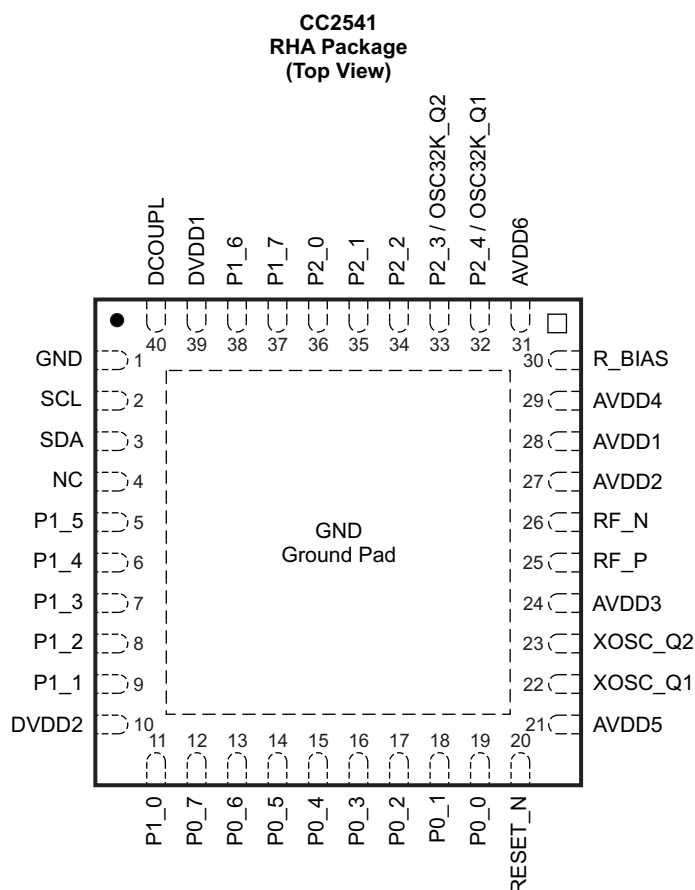 CC2541
RHA Package
(Top View)
DCOUPL
DVDD1
P1_6
P1_7
P2_0
P2_1
P2_2
P2_3 / OSC32K_Q2
P2_4 / OSC32K_Q1
AVDD6
40 39 38 37 36 35 34 33 32 31
GND 1
SCL 2
SDA 3
NC 4
P1_5 5
P1_4 6
P1_3 7
P1_2 8
P1_1 9
DVDD2 10
GND
Ground Pad
30 R_BIAS
29 AVDD4
28 AVDD1
27 AVDD2
26 RF_N
25 RF_P
24 AVDD3
23 XOSC_Q2
22 XOSC_Q1
21 AVDD5
11 12 13 14 15 16 17 18 19 20
P1_0
P0_7
P0_6
P0_5
P0_4
P0_3
P0_2
P0_1
P0_0
RESET_N